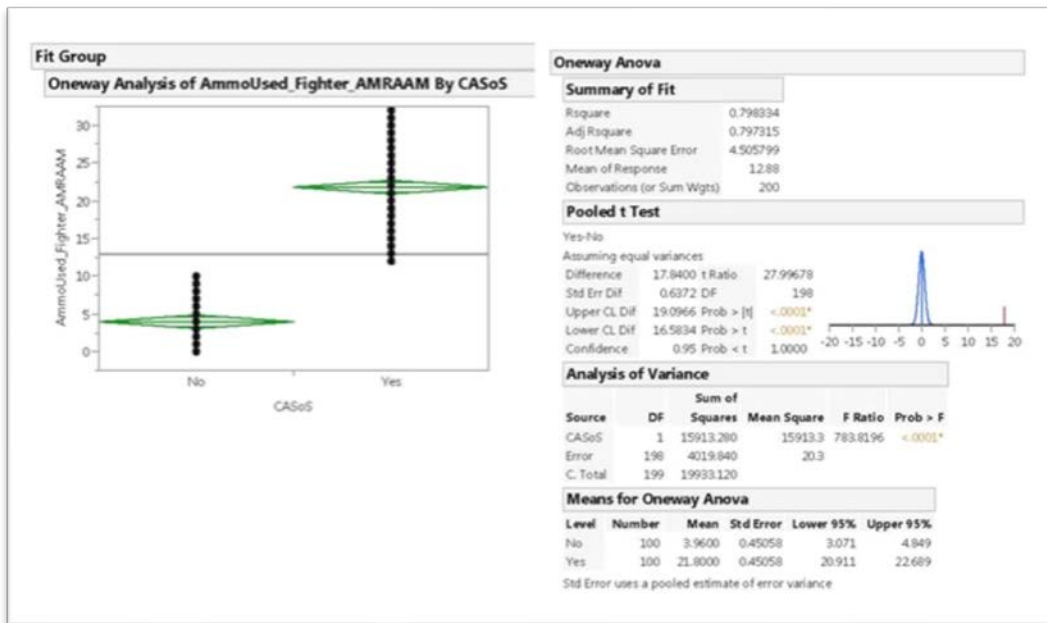 Fit Group
Oneway Analysis of AmmoUsed_Fighter_AMRAAM By CASoS
AmmoUsed_Fighter_AMRAAM
30
25
20
15
10
5
0
No Yes
CASoS
Oneway Anova
Summary of Fit
Rsquare 0.798334
Adj Rsquare 0.797315
Root Mean Square Error 4.505799
Mean of Response 12.88
Observations (or Sum Wgts) 200
Pooled t Test
Yes-No
Assuming equal variances
Difference 17.8400 t Ratio 27.99678
Std Err Dif 0.6372 DF 198
Upper CL Dif 19.0966 Prob > |t| <.0001*
Lower CL Dif 16.5834 Prob > t <.0001*
Confidence 0.95 Prob < t 1.0000
-20 -15 -10 -5 0 5 10 15 20
Analysis of Variance
Sum of
Source DF Squares Mean Square F Ratio Prob > F
CASoS 1 15913.280 15913.3 783.8196 <.0001*
Error 198 4019.840 20.3
C. Total 199 19933.120
Means for Oneway Anova
Level Number Mean Std Error Lower 95% Upper 95%
No 100 3.9600 0.45058 3.071 4.849
Yes 100 21.8000 0.45058 20.911 22.689
Std Error uses a pooled estimate of error variance